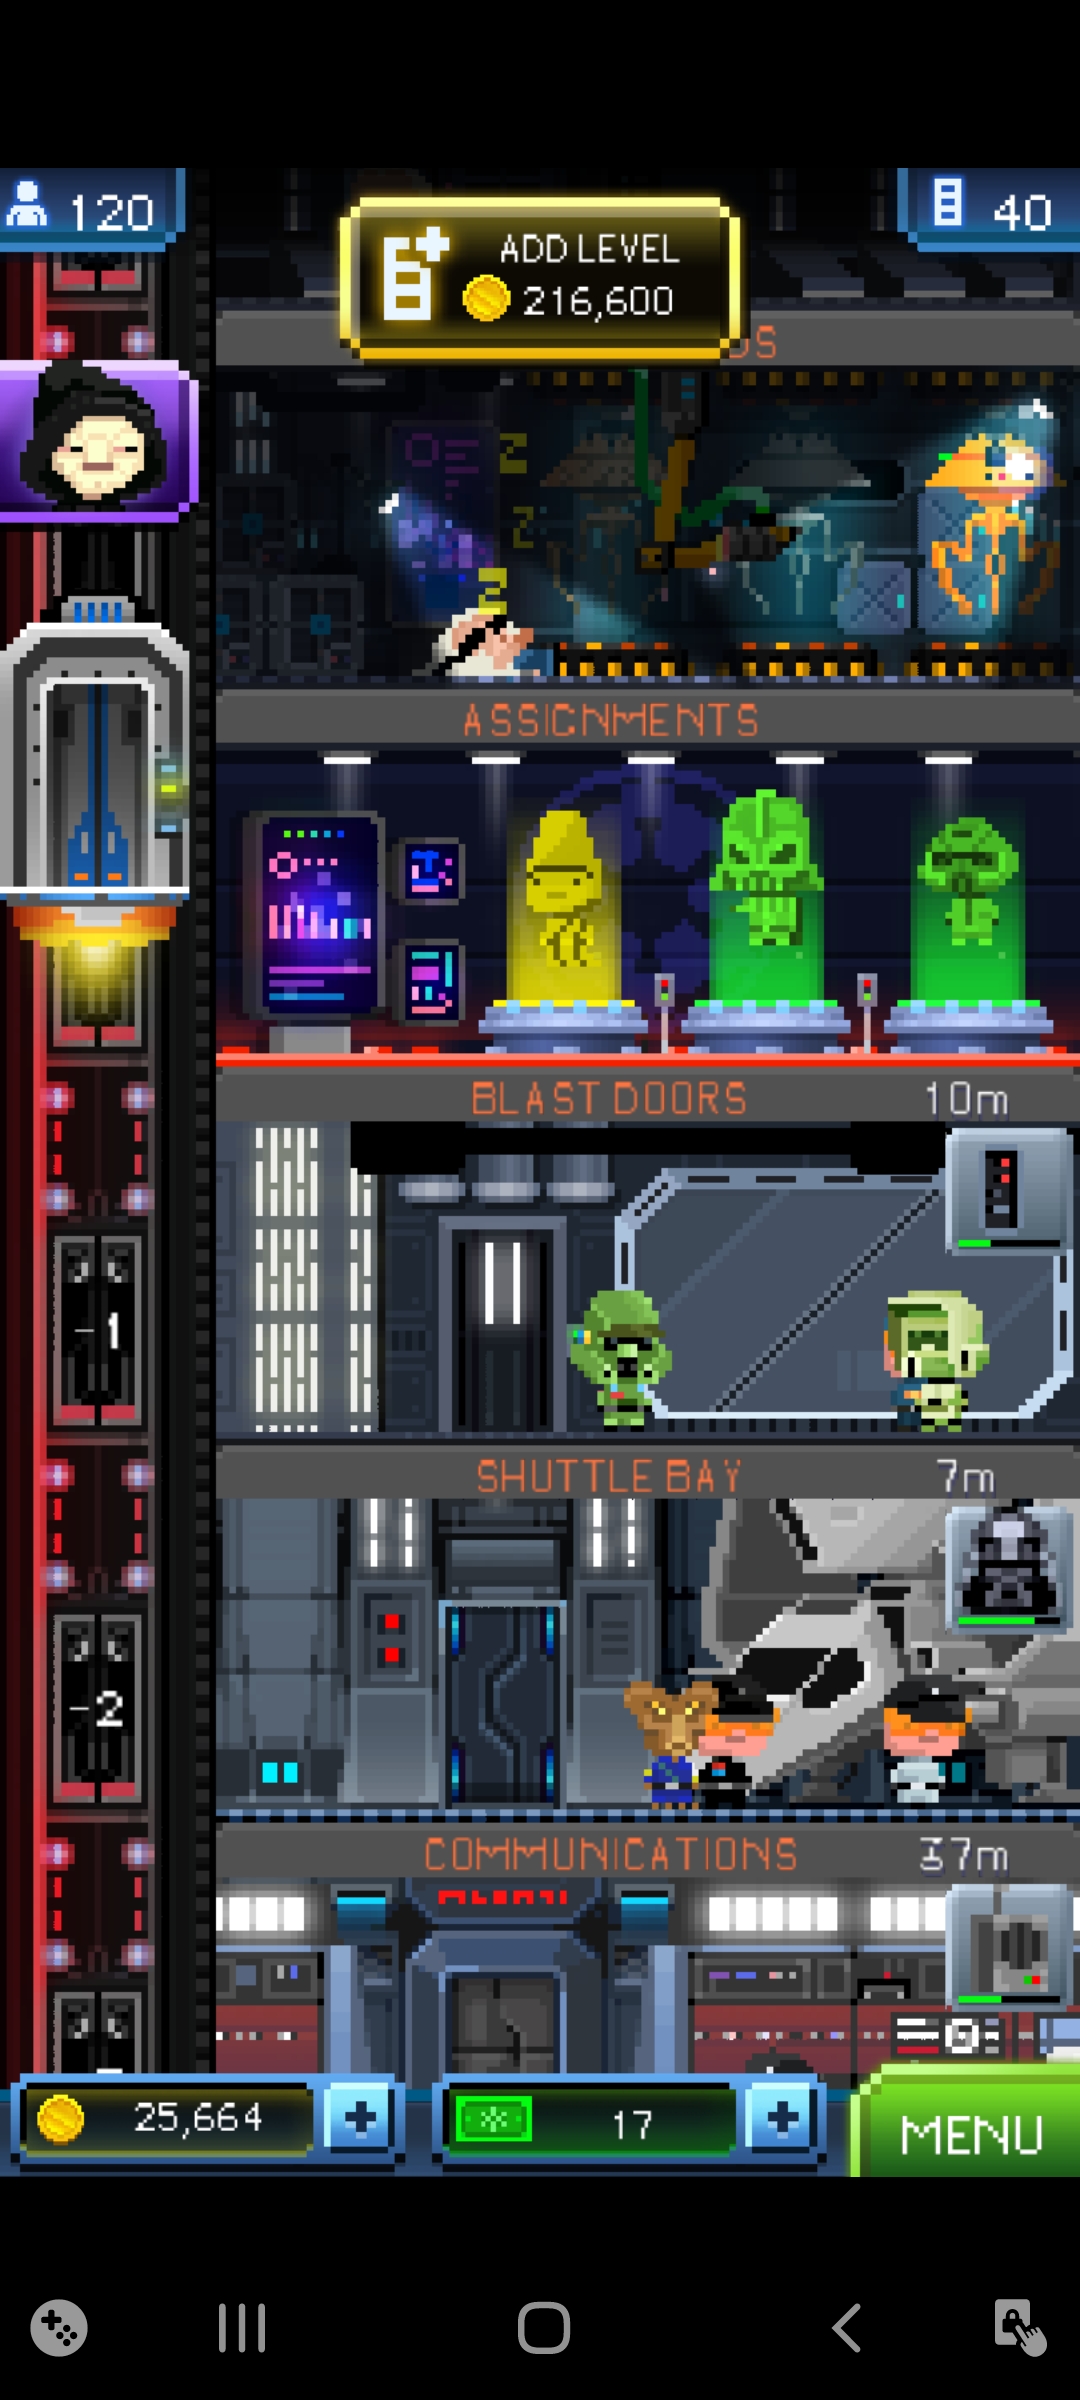 120
40
ADD LEVEL
216,600
DS
Z
Z
Z
ASSIGNMENTS
BLAST DOORS 10m
-1
SHUTTLE BAY 7m
-2
COMMUNICATIONS 37m
25,664
17
MENU